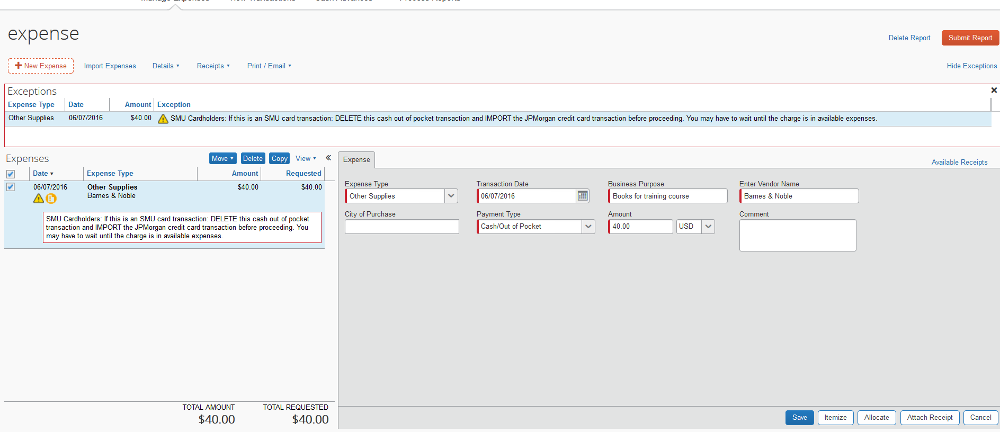 Manage Expenses View Transactions Cash Advances Process Reports
expense
Delete Report Submit Report
New Expense Import Expenses Details Receipts Print / Email Hide Exceptions
Exceptions
Expense Type Date Amount Exception
Other Supplies 06/07/2016 $40.00 SMU Cardholders: If this is an SMU card transaction: DELETE this cash out of pocket transaction and IMPORT the JPMorgan credit card transaction before proceeding. You may have to wait until the charge is in available expenses.
Expenses Move Delete Copy View
Date Expense Type Amount Requested
06/07/2016 Other Supplies $40.00 $40.00
Barnes & Noble
SMU Cardholders: If this is an SMU card transaction: DELETE this cash out of pocket
transaction and IMPORT the JPMorgan credit card transaction before proceeding. You
may have to wait until the charge is in available expenses.
TOTAL AMOUNT TOTAL REQUESTED
$40.00 $40.00
Expense
Available Receipts
Expense Type Transaction Date Business Purpose Enter Vendor Name
Other Supplies 06/07/2016 Books for training course Barnes & Noble
City of Purchase Payment Type Amount Comment
Cash/Out of Pocket 40.00 USD
Save Itemize Allocate Attach Receipt Cancel